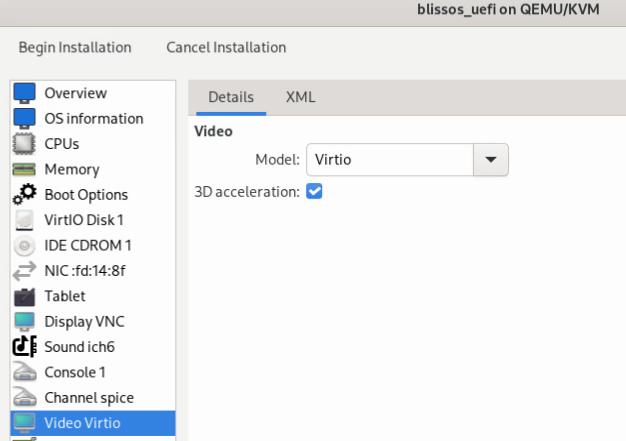 blissos_uefi on QEMU/KVM
Begin Installation Cancel Installation
Overview
OS information
CPUs
Memory
Boot Options
VirtIO Disk 1
IDE CDROM 1
NIC :fd:14:8f
Tablet
Display VNC
Sound ich6
Console 1
Channel spice
Video Virtio
Details XML
Video
Model: Virtio
3D acceleration: